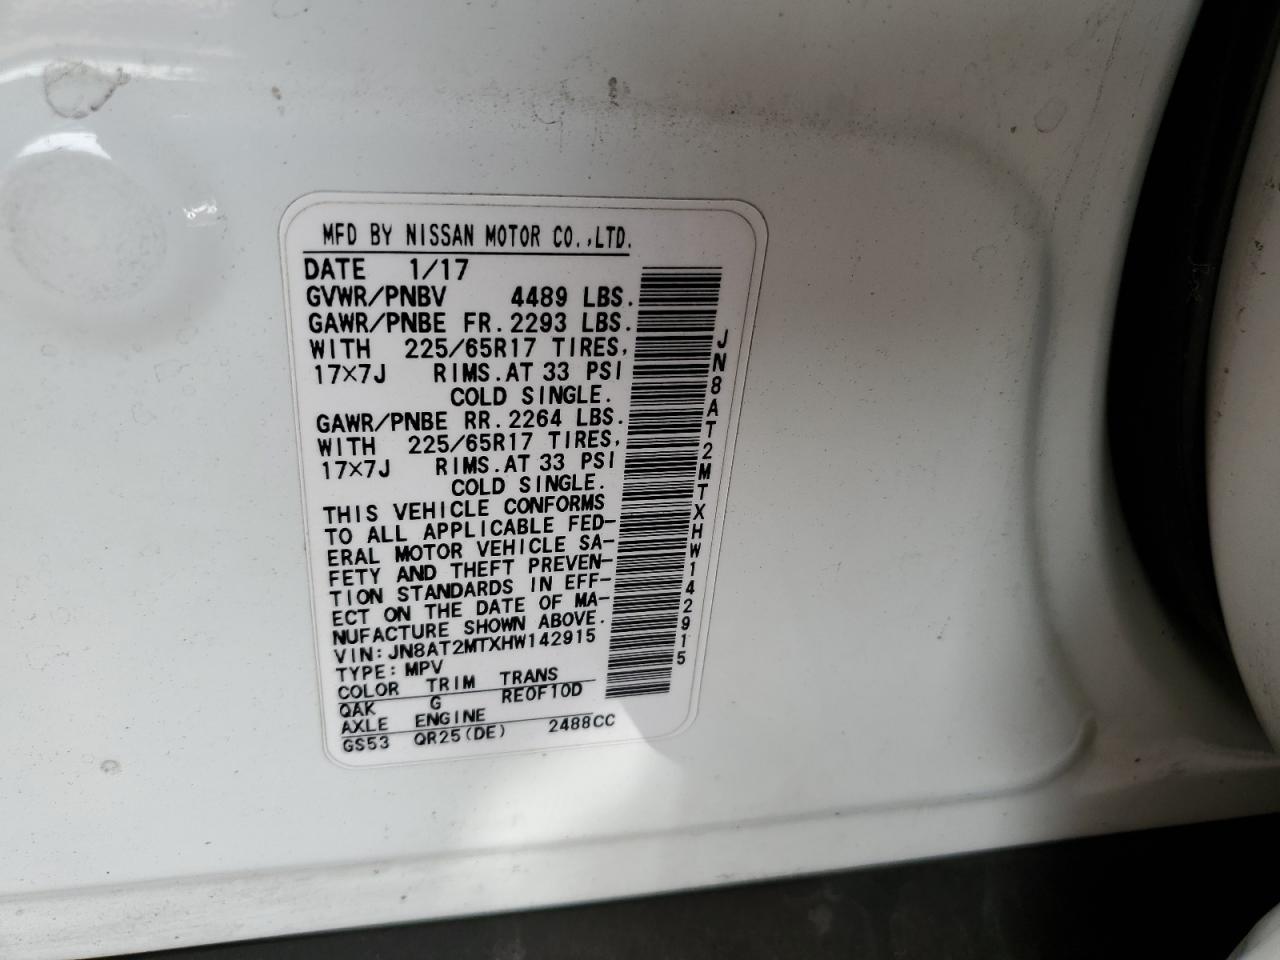 MFD BY NISSAN MOTOR CO.,LTD.
DATE 1/17
GVWR/PNBV 4489 LBS.
GAWR/PNBE FR. 2293 LBS.
WITH 225/65R17 TIRES,
17×7J RIMS.AT 33 PSI
COLD SINGLE.
GAWR/PNBE RR. 2264 LBS.
WITH 225/65R17 TIRES,
17×7J RIMS.AT 33 PSI
COLD SINGLE.
THIS VEHICLE CONFORMS
TO ALL APPLICABLE FED-
ERAL MOTOR VEHICLE SA-
FETY AND THEFT PREVEN-
TION STANDARDS IN EFF-
ECT ON THE DATE OF MA-
NUFACTURE SHOWN ABOVE.
VIN:JN8AT2MTXHW142915
TYPE:MPV
COLOR TRIM TRANS
QAK G RE0F10D
AXLE ENGINE
GS53 QR25(DE) 2488CC
JN8AT2MTXHW142915